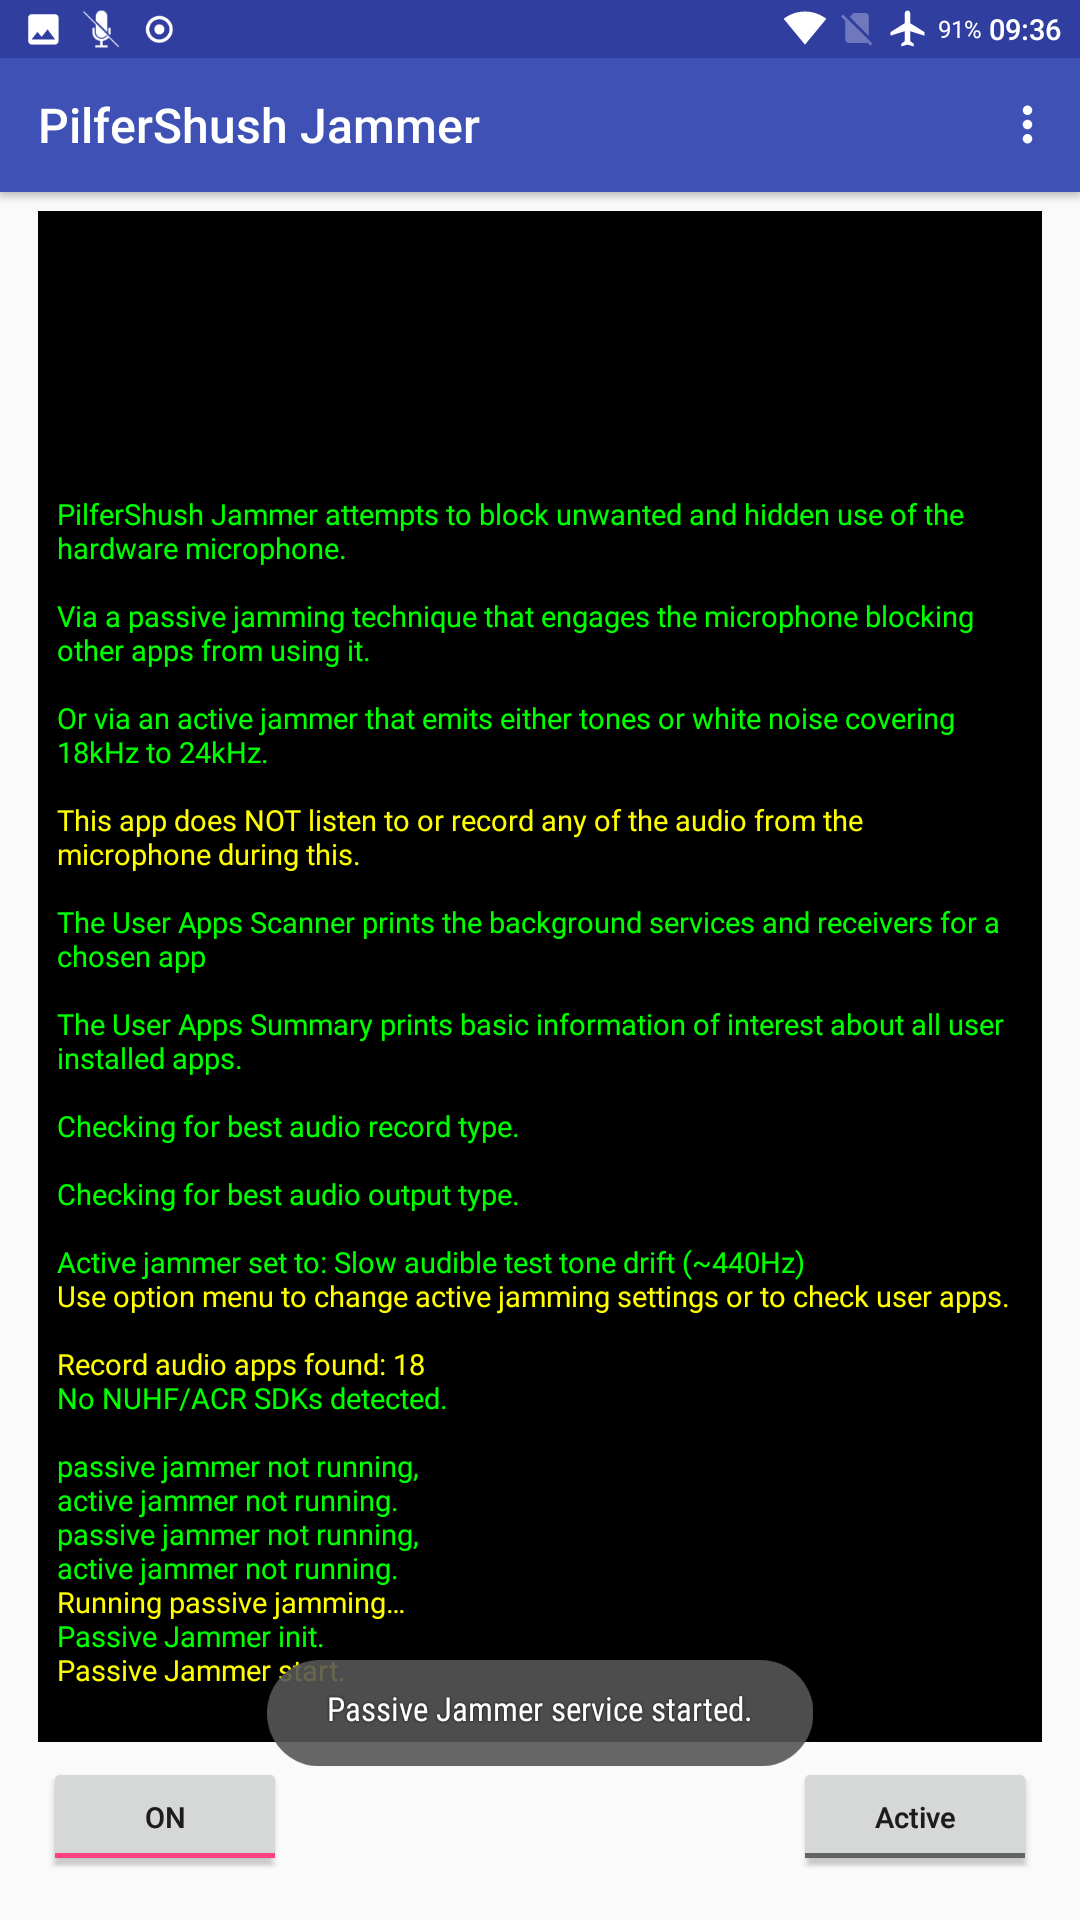 91% 09:36
PilferShush Jammer
PilferShush Jammer attempts to block unwanted and hidden use of the
hardware microphone.
Via a passive jamming technique that engages the microphone blocking
other apps from using it.
Or via an active jammer that emits either tones or white noise covering
18kHz to 24kHz.
This app does NOT listen to or record any of the audio from the
microphone during this.
The User Apps Scanner prints the background services and receivers for a
chosen app
The User Apps Summary prints basic information of interest about all user
installed apps.
Checking for best audio record type.
Checking for best audio output type.
Active jammer set to: Slow audible test tone drift (~440Hz)
Use option menu to change active jamming settings or to check user apps.
Record audio apps found: 18
No NUHF/ACR SDKs detected.
passive jammer not running,
active jammer not running.
passive jammer not running,
active jammer not running.
Running passive jamming...
Passive Jammer init.
Passive Jammer start.
Passive Jammer service started.
ON
Active